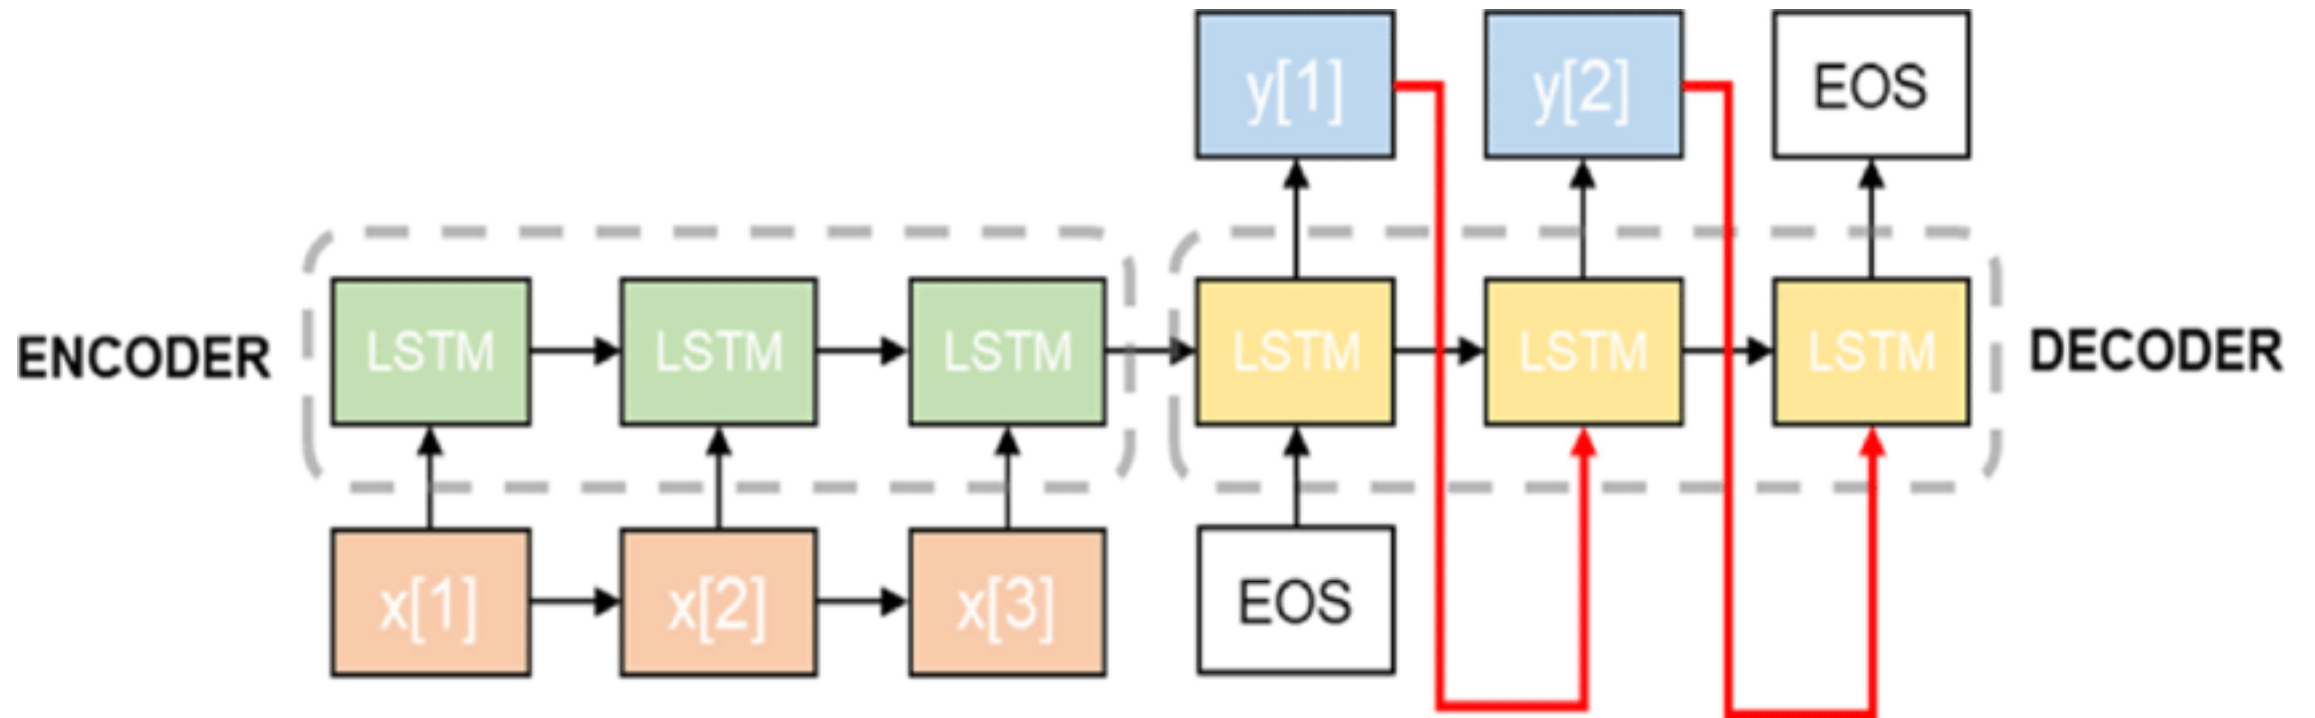 y[1] y[2] EOS
ENCODER LSTM LSTM LSTM LSTM LSTM LSTM DECODER
x[1] x[2] x[3] EOS